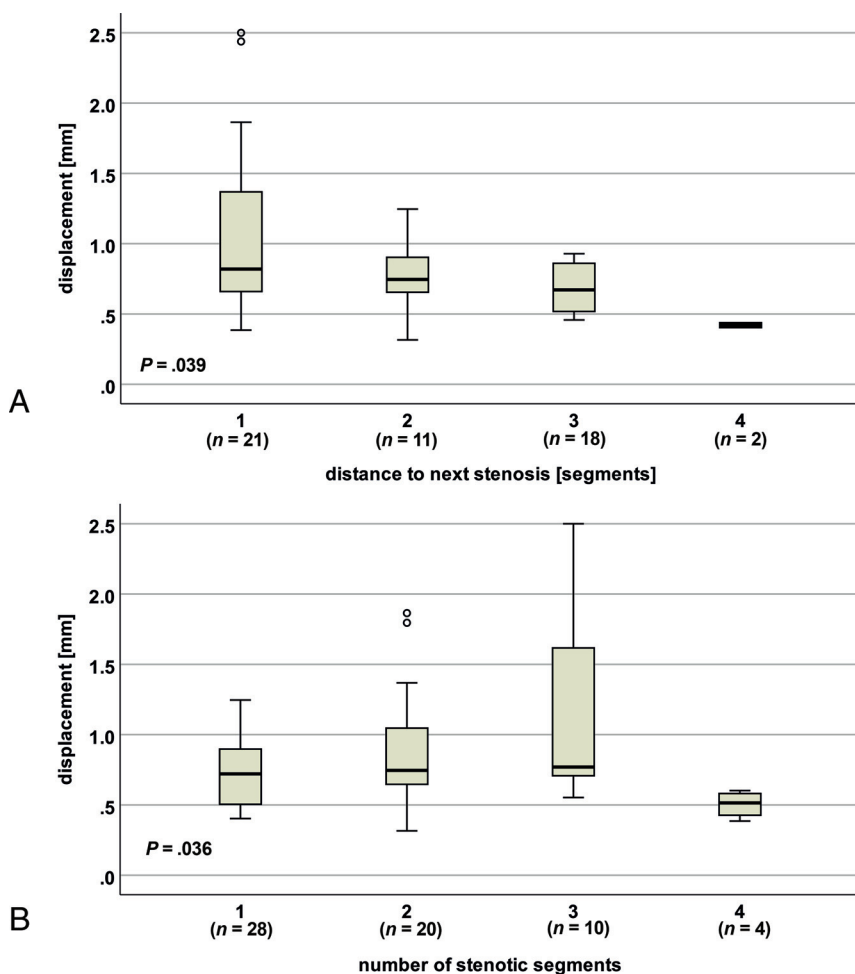 2.5
2.0
1.5
1.0
.5
.0
displacement [mm]
P = .039
A
1 2 3 4
(n = 21) (n = 11) (n = 18) (n = 2)
distance to next stenosis [segments]
2.5
2.0
1.5
1.0
.5
.0
displacement [mm]
P = .036
B
1 2 3 4
(n = 28) (n = 20) (n = 10) (n = 4)
number of stenotic segments